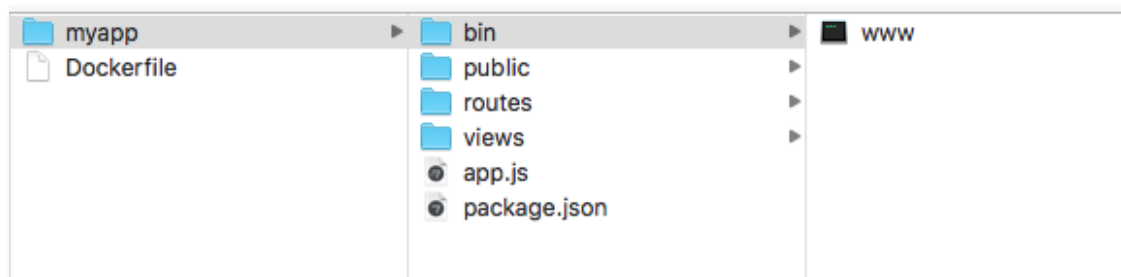 myapp
Dockerfile
bin
public
routes
views
app.js
package.json
www